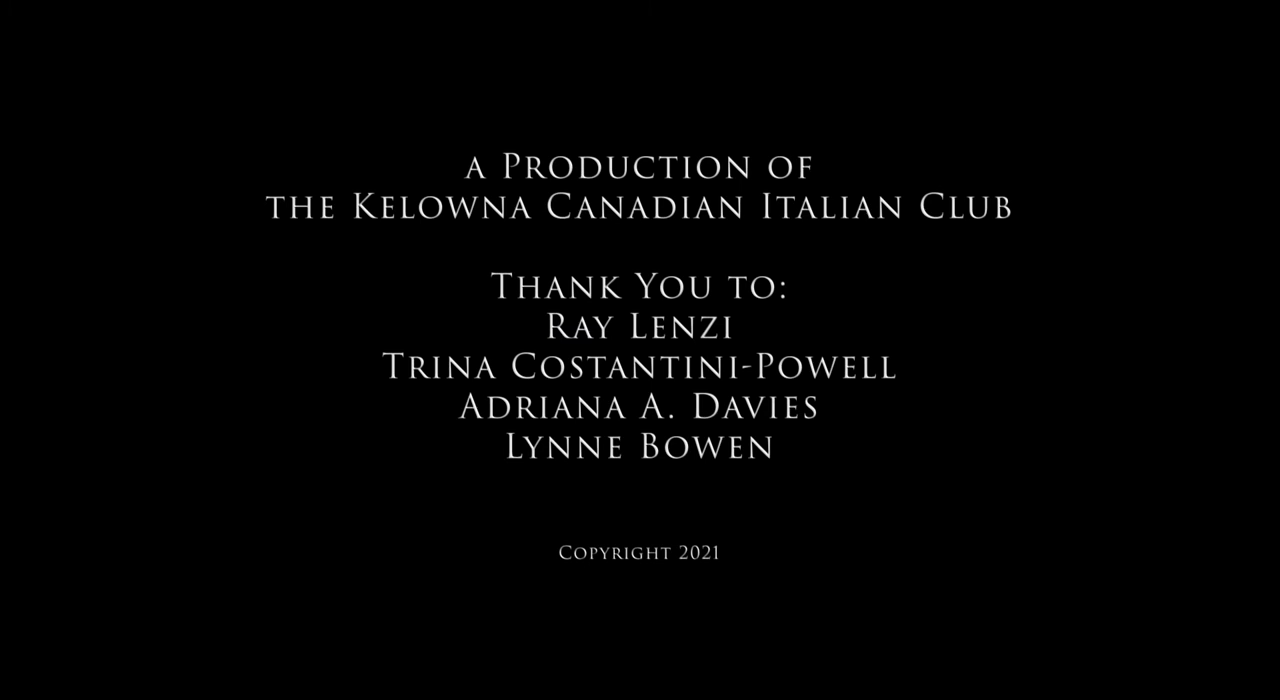 a Production of
the Kelowna Canadian Italian Club
Thank You to:
Ray Lenzi
Trina Costantini-Powell
Adriana A. Davies
Lynne Bowen
Copyright 2021